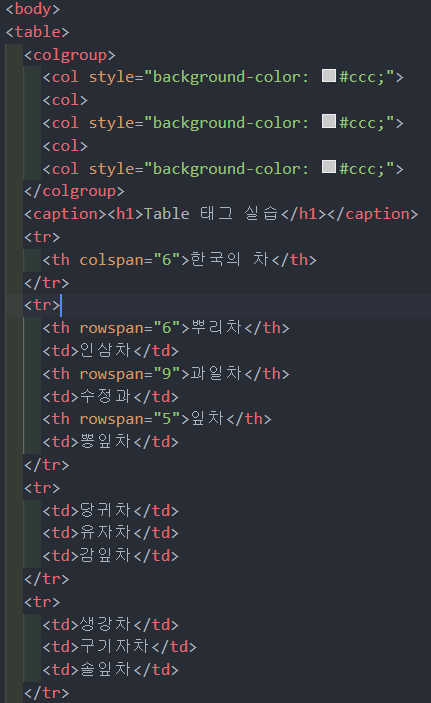 <body>
<table>
<colgroup>
<col style="background-color: #ccc;">
<col>
<col style="background-color: #ccc;">
<col>
<col style="background-color: #ccc;">
</colgroup>
<caption><h1>Table 태그 실습</h1></caption>
<tr>
<th colspan="6">한국의 차</th>
</tr>
<tr>
<th rowspan="6">뿌리차</th>
<td>인삼차</td>
<th rowspan="9">과일차</th>
<td>수정과</td>
<th rowspan="5">잎차</th>
<td>뽕잎차</td>
</tr>
<tr>
<td>당귀차</td>
<td>유자차</td>
<td>감잎차</td>
</tr>
<tr>
<td>생강차</td>
<td>구기자차</td>
<td>솔잎차</td>
</tr>